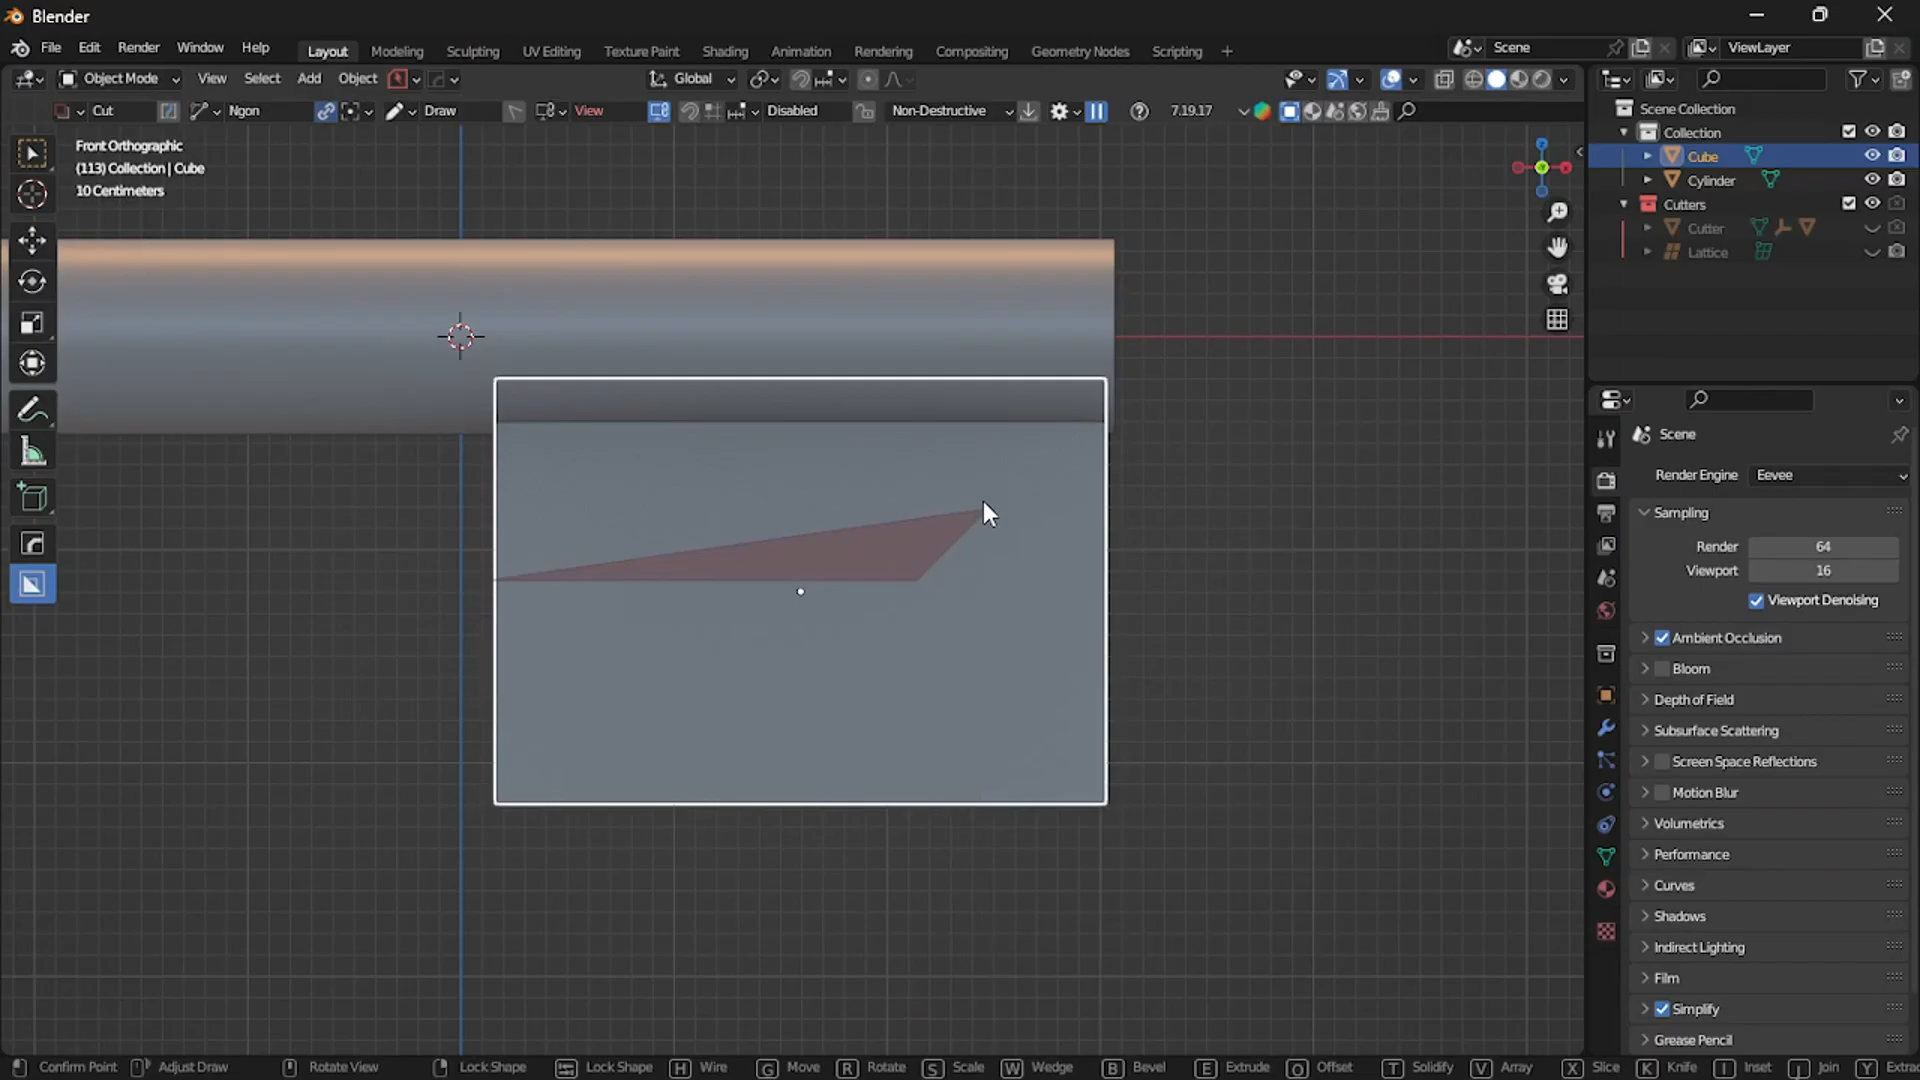 Blender
File Edit Render Window Help Layout Modeling Sculpting UV Editing Texture Paint Shading Animation Rendering Compositing Geometry Nodes Scripting + Scene ViewLayer
Object Mode View Select Add Object Global
Cut Ngon Draw View Disabled Non-Destructive 7.19.17
Front Orthographic
(113) Collection | Cube
10 Centimeters
Scene Collection
Collection
Cube
Cylinder
Cutters
Cutter
Lattice
Scene
Render Engine Eevee
Sampling
Render 64
Viewport 16
Viewport Denoising
Ambient Occlusion
Bloom
Depth of Field
Subsurface Scattering
Screen Space Reflections
Motion Blur
Volumetrics
Performance
Curves
Shadows
Indirect Lighting
Film
Simplify
Grease Pencil
Confirm Point Adjust Draw Rotate View Lock Shape Lock Shape H Wire G Move R Rotate S Scale W Wedge B Bevel E Extrude O Offset T Solidify V Array X Slice K Knife I Inset J Join Y Extrac